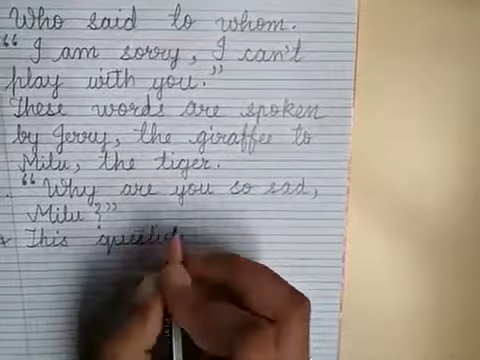 Who said to whom.
"I am sorry, I can't
play with you."
These words are spoken
by Jerry, the giraffee to
Milu, the tiger.
"Why are you so sad,
Milu?"
This